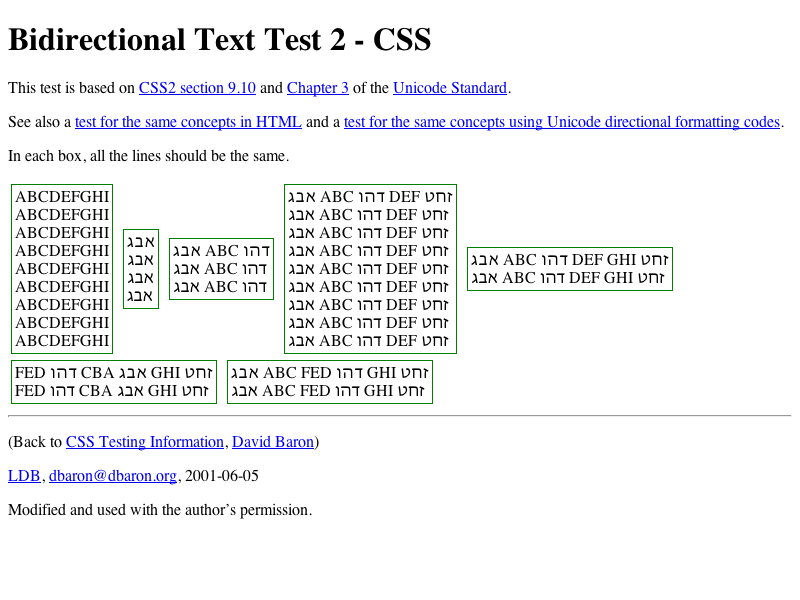 Bidirectional Text Test 2 - CSS
This test is based on CSS2 section 9.10 and Chapter 3 of the Unicode Standard.
See also a test for the same concepts in HTML and a test for the same concepts using Unicode directional formatting codes.
In each box, all the lines should be the same.
ABCDEFGHI
ABCDEFGHI
ABCDEFGHI
ABCDEFGHI
ABCDEFGHI
ABCDEFGHI
ABCDEFGHI
ABCDEFGHI
ABCDEFGHI
אבג
אבג
אבג
אבג
אבג ABC דהו
אבג ABC דהו
אבג ABC דהו
אבג ABC דהו DEF זחט
אבג ABC דהו DEF זחט
אבג ABC דהו DEF זחט
אבג ABC דהו DEF זחט
אבג ABC דהו DEF זחט
אבג ABC דהו DEF זחט
אבג ABC דהו DEF זחט
אבג ABC דהו DEF זחט
אבג ABC דהו DEF זחט
אבג ABC דהו DEF GHI זחט
אבג ABC דהו DEF GHI זחט
FED דהו CBA אבג GHI זחט
FED דהו CBA אבג GHI זחט
אבג ABC FED דהו GHI זחט
אבג ABC FED דהו GHI זחט
(Back to CSS Testing Information, David Baron)
LDB, dbaron@dbaron.org, 2001-06-05
Modified and used with the author’s permission.